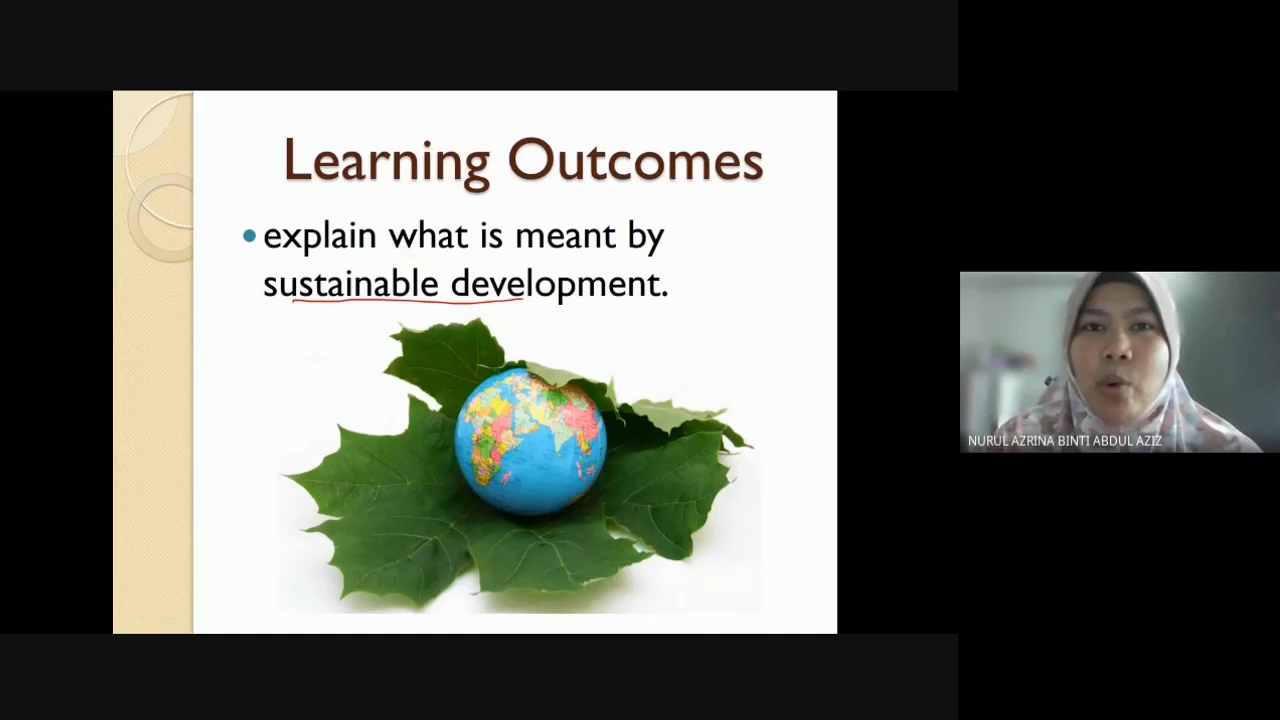 Learning Outcomes
explain what is meant by
sustainable development.
NURUL AZRINA BINTI ABDUL AZIZ